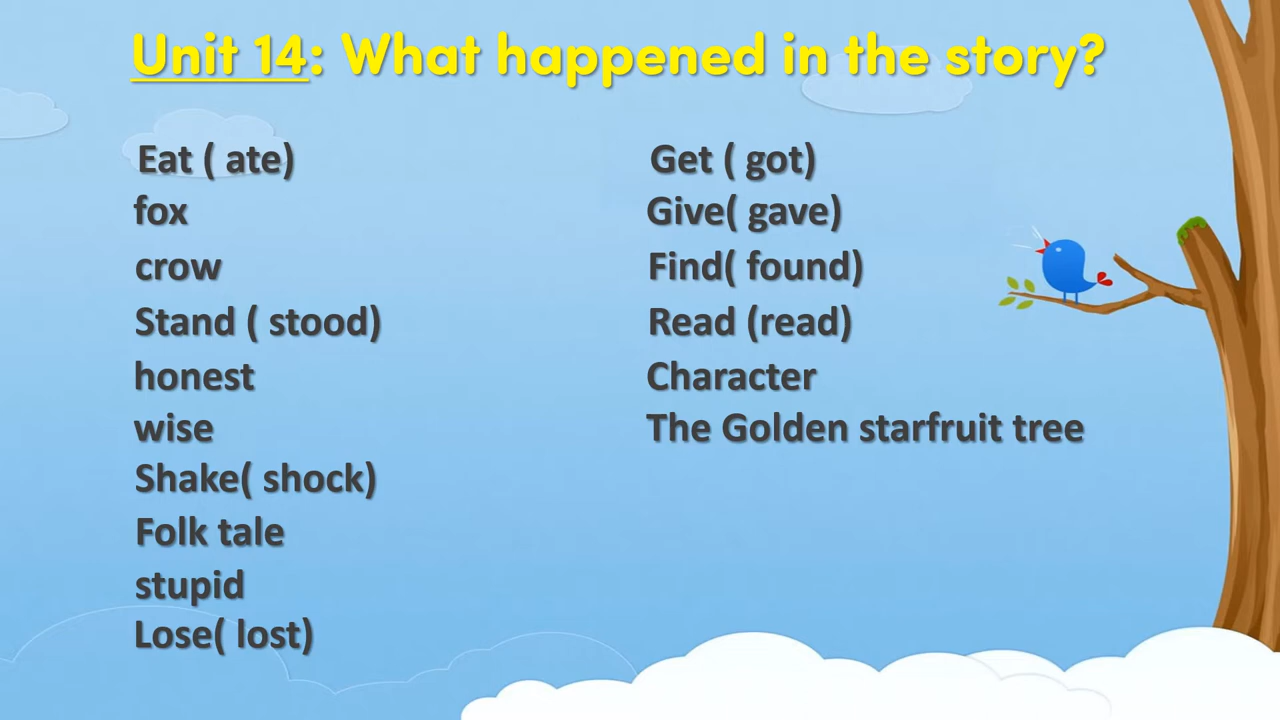 Unit 14: What happened in the story?
Eat ( ate)
fox
crow
Stand ( stood)
honest
wise
Shake( shock)
Folk tale
stupid
Lose( lost)
Get ( got)
Give( gave)
Find( found)
Read (read)
Character
The Golden starfruit tree